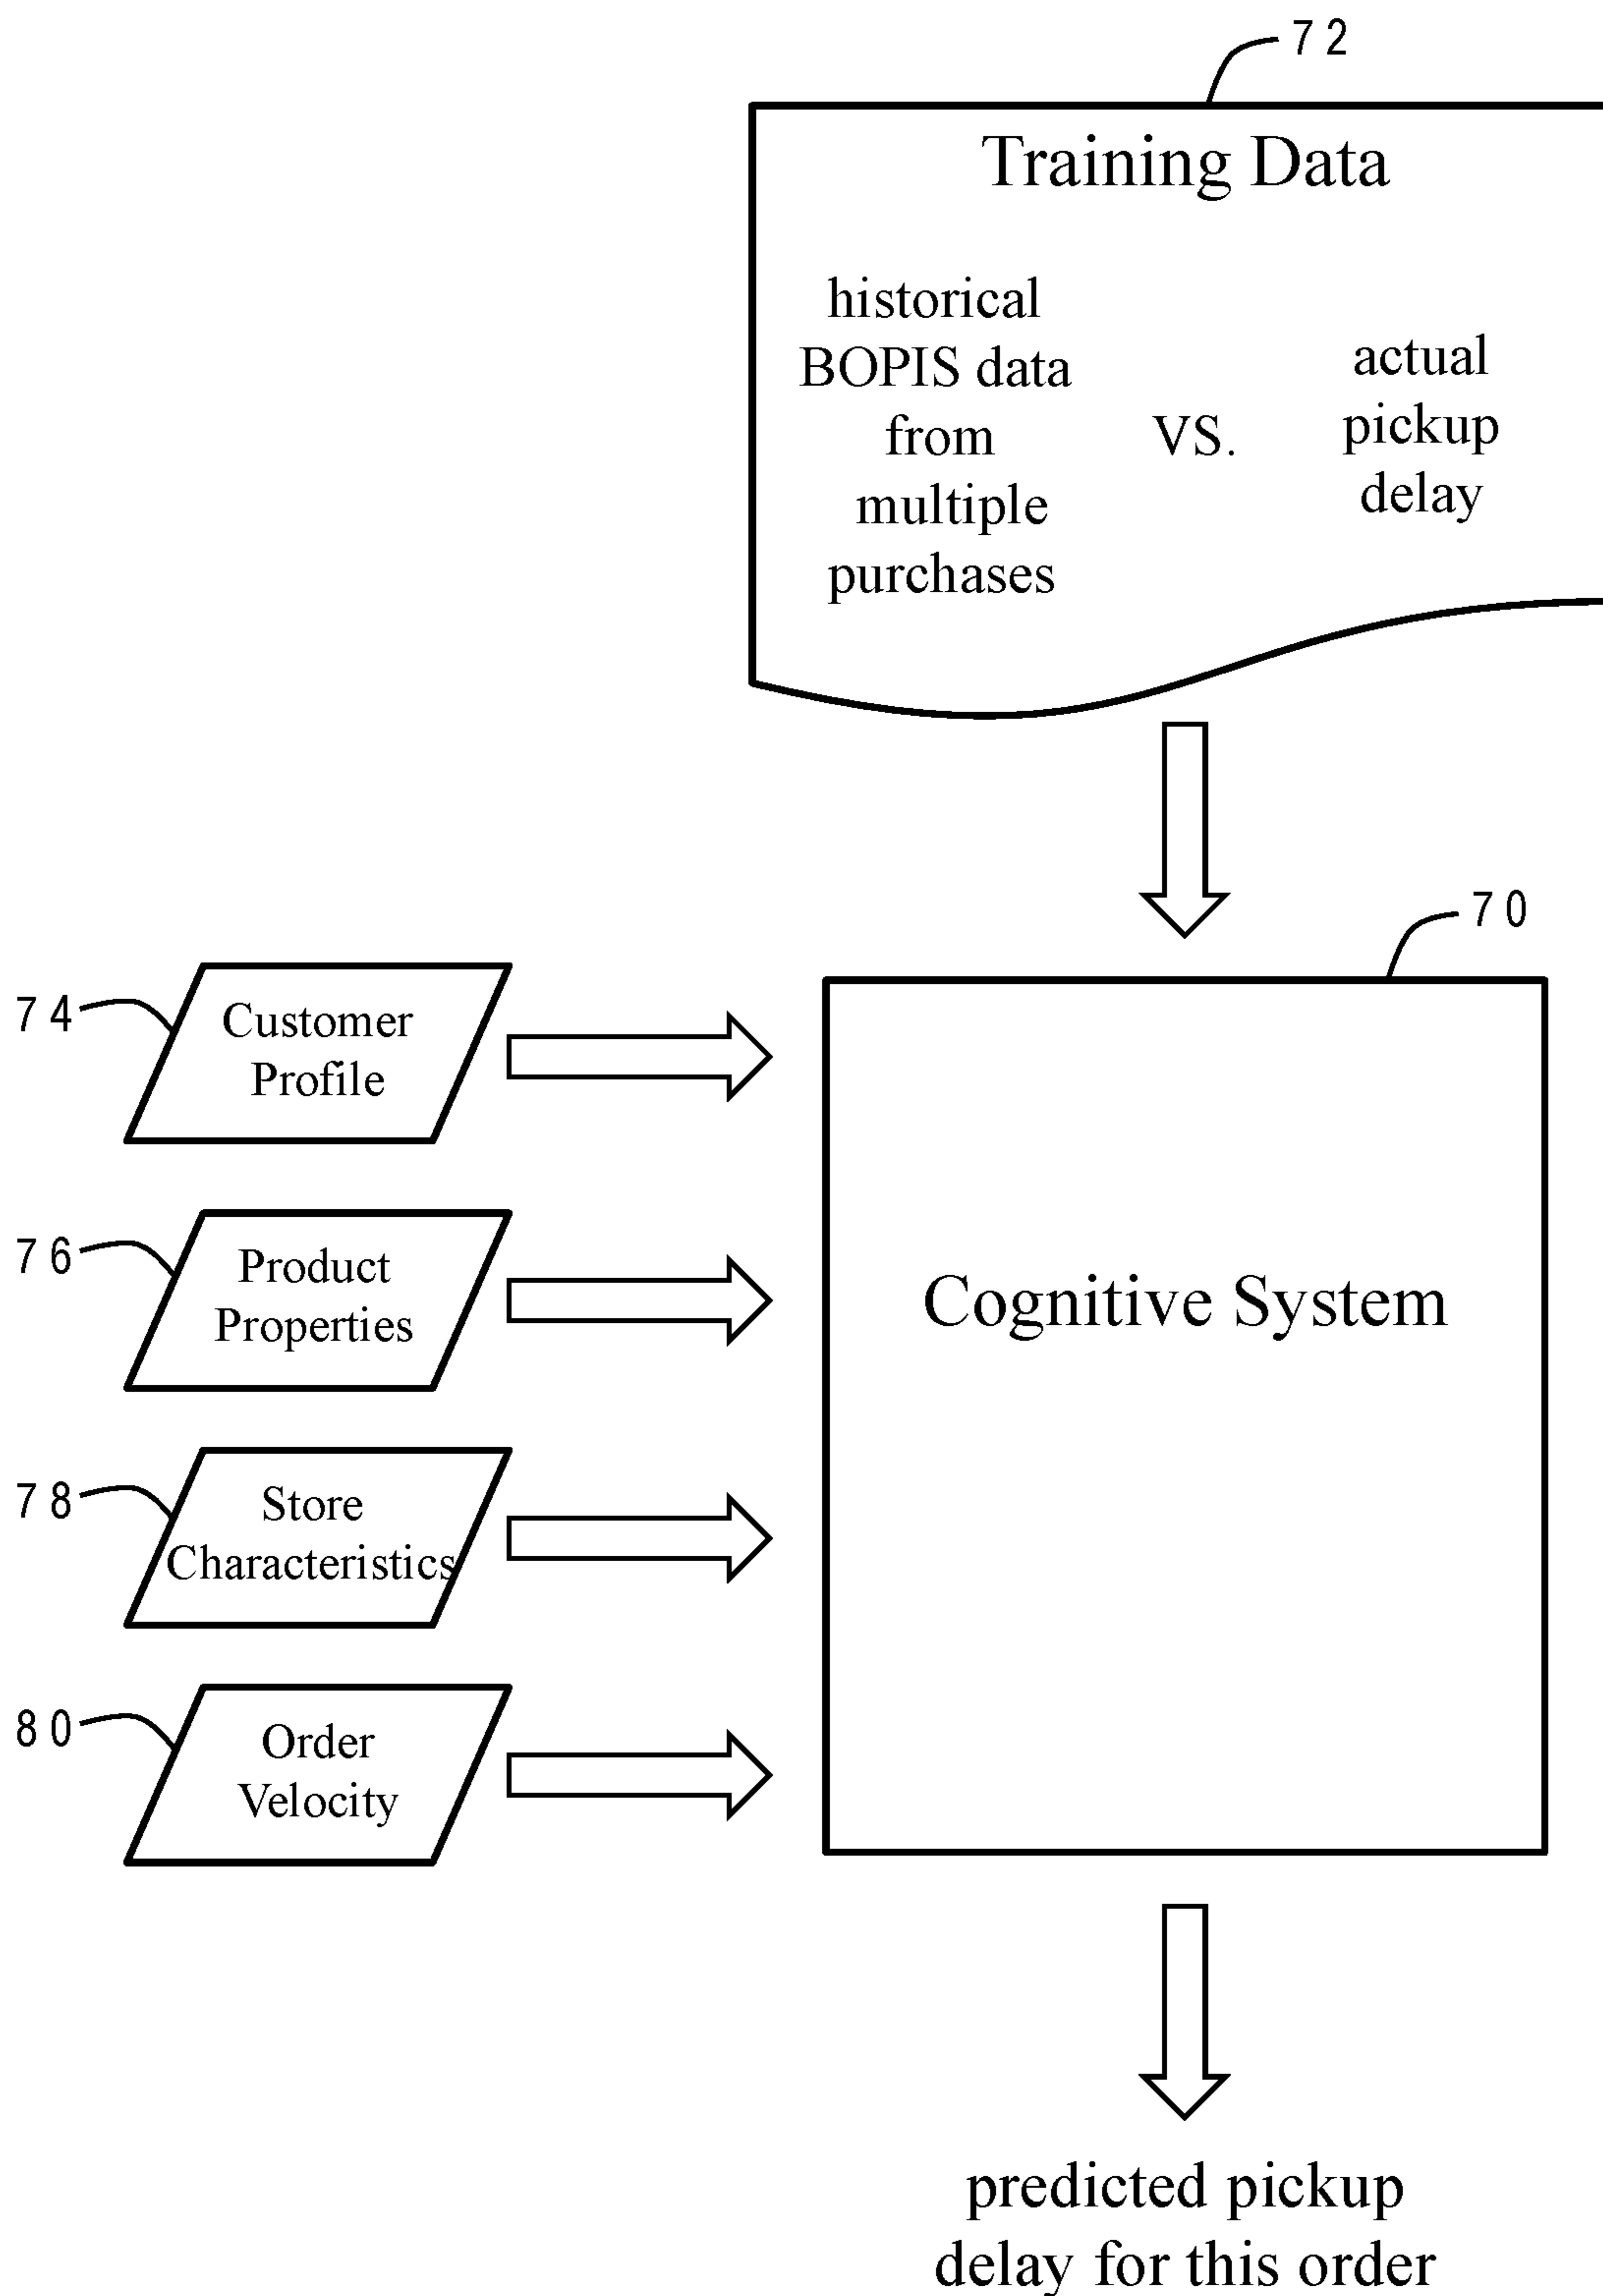 72
Training Data
historical
BOPIS data
from
multiple
purchases
VS.
actual
pickup
delay
70
74
Customer
Profile
76
Product
Properties
Cognitive System
78
Store
Characteristics
80
Order
Velocity
predicted pickup
delay for this order